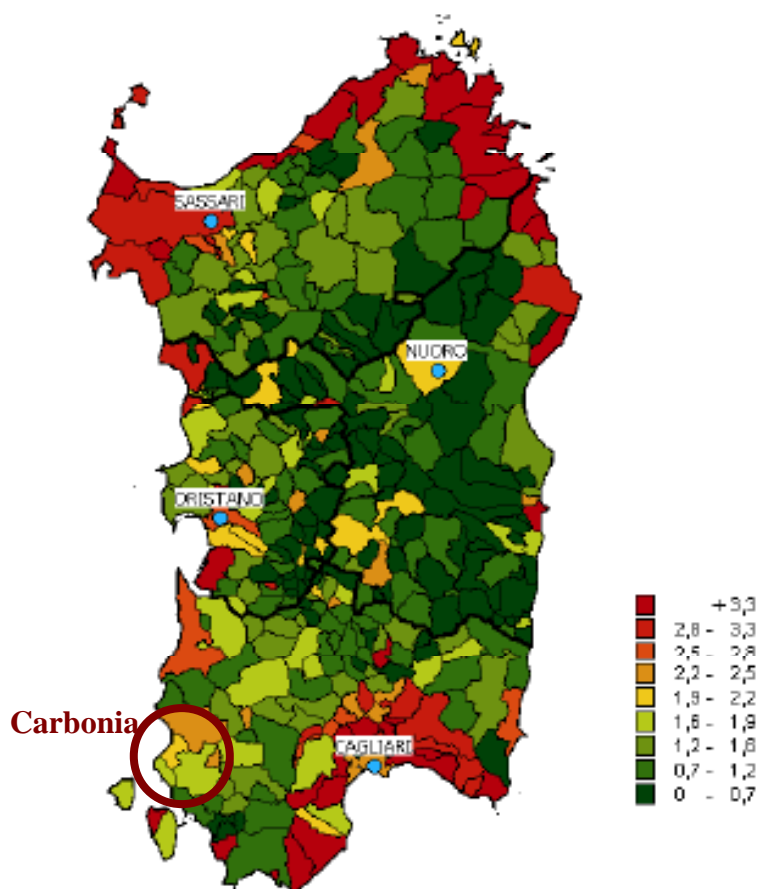 SASSARI
NUORO
ORISTANO
Carbonia
CAGLIARI
+3,3
2,8 - 3,3
2,5 - 2,8
2,2 - 2,5
1,9 - 2,2
1,6 - 1,9
1,2 - 1,6
0,7 - 1,2
0 - 0,7